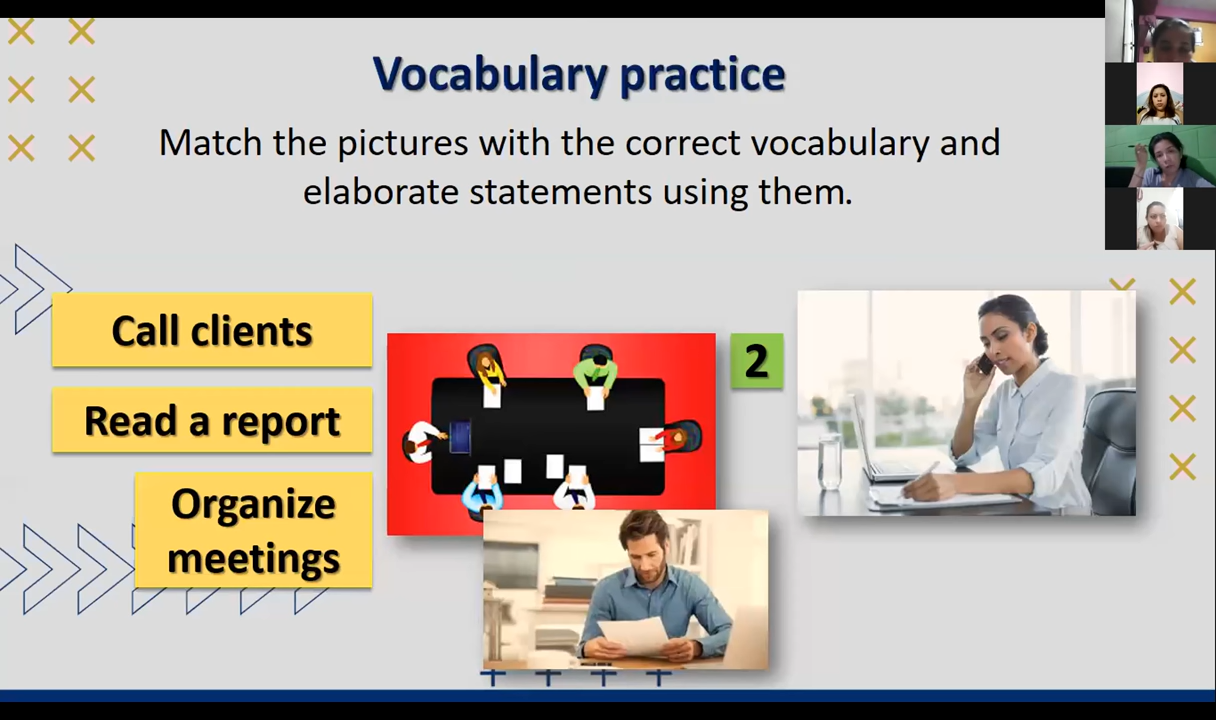 Vocabulary practice
Match the pictures with the correct vocabulary and
elaborate statements using them.
Call clients
Read a report
Organize
meetings
2